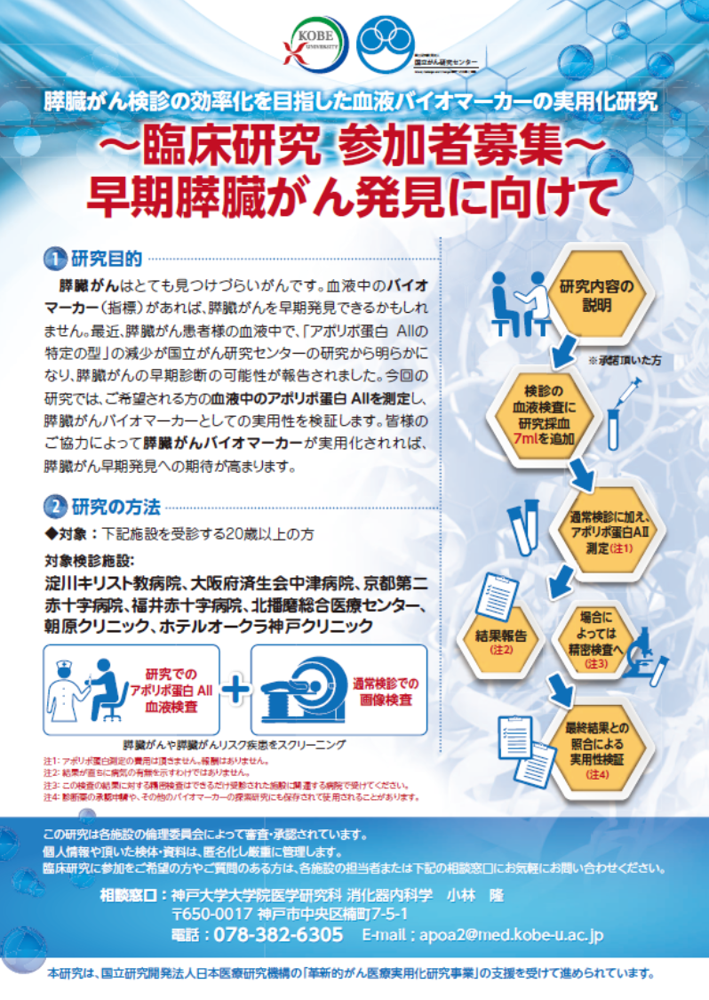 KOBE
UNIVERSITY
国立がん研究センター
膵臓がん検診の効率化を目指した血液バイオマーカーの実用化研究
～臨床研究 参加者募集～
早期膵臓がん発見に向けて
1 研究目的
膵臓がんはとても見つけづらいがんです。血液中のバイオ
マーカー(指標)があれば、膵臓がんを早期発見できるかもしれ
ません。最近、膵臓がん患者様の血液中で、「アポリポ蛋白 AIIの
特定の型」の減少が国立がん研究センターの研究から明らかに
なり、膵臓がんの早期診断の可能性が報告されました。今回の
研究では、ご希望される方の血液中のアポリポ蛋白 AIIを測定し、
膵臓がんバイオマーカーとしての実用性を検証します。皆様の
ご協力によって膵臓がんバイオマーカーが実用化されれば、
膵臓がん早期発見への期待が高まります。
2 研究の方法
◆対象：下記施設を受診する20歳以上の方
対象検診施設:
淀川キリスト教病院、大阪府済生会中津病院、京都第二
赤十字病院、福井赤十字病院、北播磨総合医療センター、
朝原クリニック、ホテルオークラ神戸クリニック
研究での
アポリポ蛋白 AII
血液検査
+
通常検診での
画像検査
膵臓がんや膵臓がんリスク疾患をスクリーニング
注1: アポリポ蛋白測定の費用は頂きません。報酬はありません。
注2: 結果が直ちに病気の有無を示すわけではありません。
注3: この検査の結果に対する精密検査はできるだけ受診された施設に関連する病院で受けてください。
注4: 診断薬の承認申請や、その他のバイオマーカーの探索研究にも保存されて使用されることがあります。
研究内容の
説明
※承諾頂いた方
検診の
血液検査に
研究採血
7mlを追加
通常検診に加え、
アポリポ蛋白AII
測定(注1)
結果報告
(注2)
場合に
よっては
精密検査へ
(注3)
最終結果との
照合による
実用性検証
(注4)
この研究は各施設の倫理委員会によって審査・承認されています。
個人情報や頂いた検体・資料は、匿名化し厳重に管理します。
臨床研究に参加をご希望の方やご質問のある方は、各施設の担当者または下記の相談窓口にお気軽にお問い合わせください。
相談窓口：神戸大学大学院医学研究科 消化器内科学 小林 隆
〒650-0017 神戸市中央区楠町7-5-1
電話：078-382-6305 E-mail：apoa2@med.kobe-u.ac.jp
本研究は、国立研究開発法人日本医療研究機構の「革新的がん医療実用化研究事業」の支援を受けて進められています。